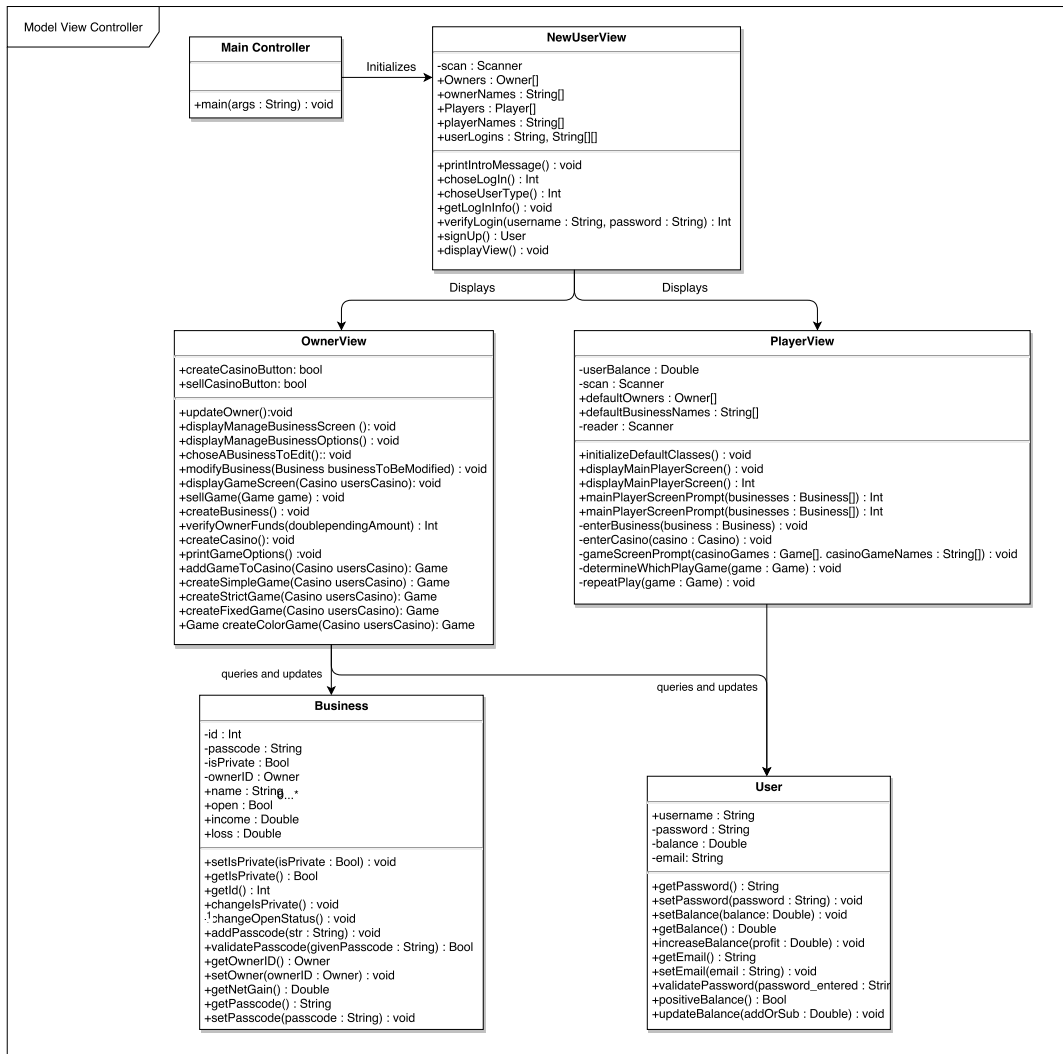 Model View Controller
Main Controller
+main(args : String) : void
Initializes
NewUserView
-scan : Scanner
+Owners : Owner[]
+ownerNames : String[]
+Players : Player[]
+playerNames : String[]
+userLogins : String, String[][]
+printIntroMessage() : void
+choseLogIn() : Int
+choseUserType() : Int
+getLogInInfo() : void
+verifyLogin(username : String, password : String) : Int
+signUp() : User
+displayView() : void
Displays
Displays
OwnerView
+createCasinoButton: bool
+sellCasinoButton: bool
+updateOwner():void
+displayManageBusinessScreen (): void
+displayManageBusinessOptions() : void
+choseABusinessToEdit():: void
+modifyBusiness(Business businessToBeModified) : void
+displayGameScreen(Casino usersCasino): void
+sellGame(Game game) : void
+createBusiness() : void
+verifyOwnerFunds(doublependingAmount) : Int
+createCasino(): void
+printGameOptions() :void
+addGameToCasino(Casino usersCasino): Game
+createSimpleGame(Casino usersCasino) : Game
+createStrictGame(Casino usersCasino): Game
+createFixedGame(Casino usersCasino): Game
+Game createColorGame(Casino usersCasino): Game
PlayerView
-userBalance : Double
-scan : Scanner
+defaultOwners : Owner[]
+defaultBusinessNames : String[]
-reader : Scanner
+initializeDefaultClasses() : void
+displayMainPlayerScreen() : void
+displayMainPlayerScreen() : Int
+mainPlayerScreenPrompt(businesses : Business[]) : Int
+mainPlayerScreenPrompt(businesses : Business[]) : Int
-enterBusiness(business : Business) : void
-enterCasino(casino : Casino) : void
-gameScreenPrompt(casinoGames : Game[]. casinoGameNames : String[]) : void
-determineWhichPlayGame(game : Game) : void
-repeatPlay(game : Game) : void
queries and updates
queries and updates
Business
-id : Int
-passcode : String
-isPrivate : Bool
-ownerID : Owner
+name : String
...*
+open : Bool
+income : Double
+loss : Double
+setIsPrivate(isPrivate : Bool) : void
+getIsPrivate() : Bool
+getId() : Int
+changeIsPrivate() : void
1
changeOpenStatus() : void
+addPasscode(str : String) : void
+validatePasscode(givenPasscode : String) : Bool
+getOwnerID() : Owner
+setOwner(ownerID : Owner) : void
+getNetGain() : Double
+getPasscode() : String
+setPasscode(passcode : String) : void
User
+username : String
-password : String
-balance : Double
-email: String
+getPassword() : String
+setPassword(password : String) : void
+setBalance(balance: Double) : void
+getBalance() : Double
+increaseBalance(profit : Double) : void
+getEmail() : String
+setEmail(email : String) : void
+validatePassword(password_entered : Strin
+positiveBalance() : Bool
+updateBalance(addOrSub : Double) : void